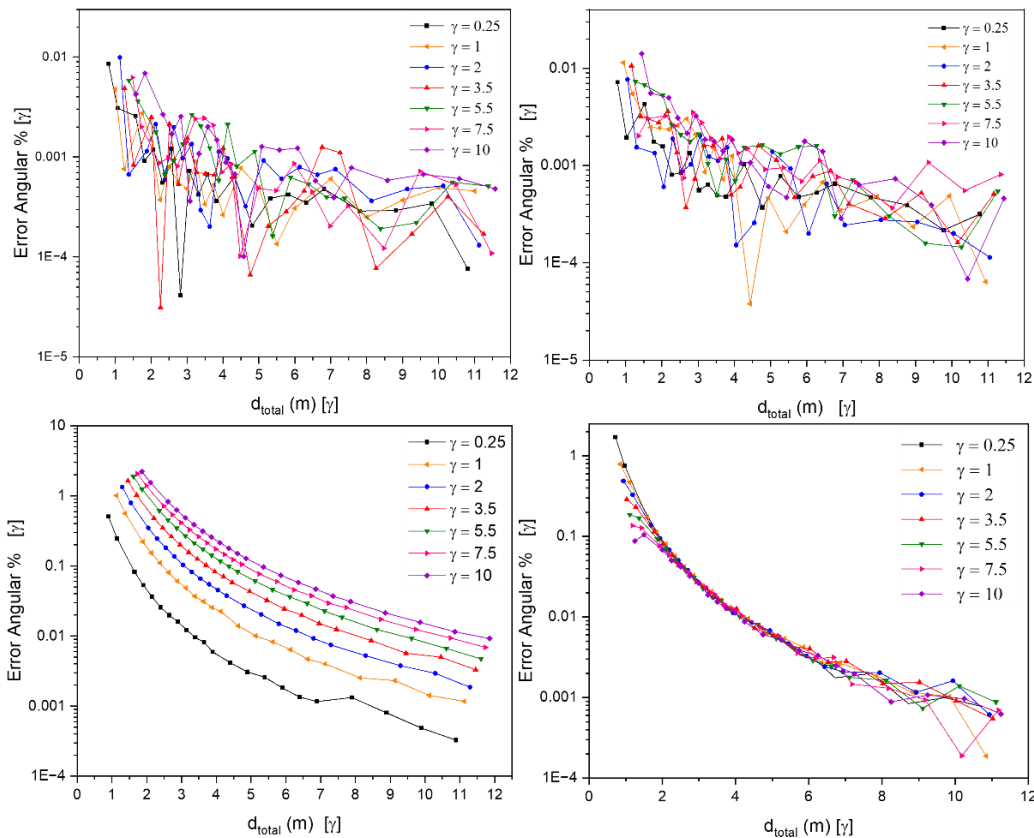 Error Angular % [γ]
0.01
0.001
1E-4
1E-5
γ = 0.25
γ = 1
γ = 2
γ = 3.5
γ = 5.5
γ = 7.5
γ = 10
0 1 2 3 4 5 6 7 8 9 10 11 12
d_total (m) [γ]
Error Angular % [γ]
0.01
0.001
1E-4
1E-5
γ = 0.25
γ = 1
γ = 2
γ = 3.5
γ = 5.5
γ = 7.5
γ = 10
0 1 2 3 4 5 6 7 8 9 10 11 12
d_total (m) [γ]
Error Angular % [γ]
10
1
0.1
0.01
0.001
1E-4
γ = 0.25
γ = 1
γ = 2
γ = 3.5
γ = 5.5
γ = 7.5
γ = 10
0 1 2 3 4 5 6 7 8 9 10 11 12
d_total (m) [γ]
Error Angular % [γ]
1
0.1
0.01
0.001
1E-4
γ = 0.25
γ = 1
γ = 2
γ = 3.5
γ = 5.5
γ = 7.5
γ = 10
0 2 4 6 8 10 12
d_total (m) [γ]